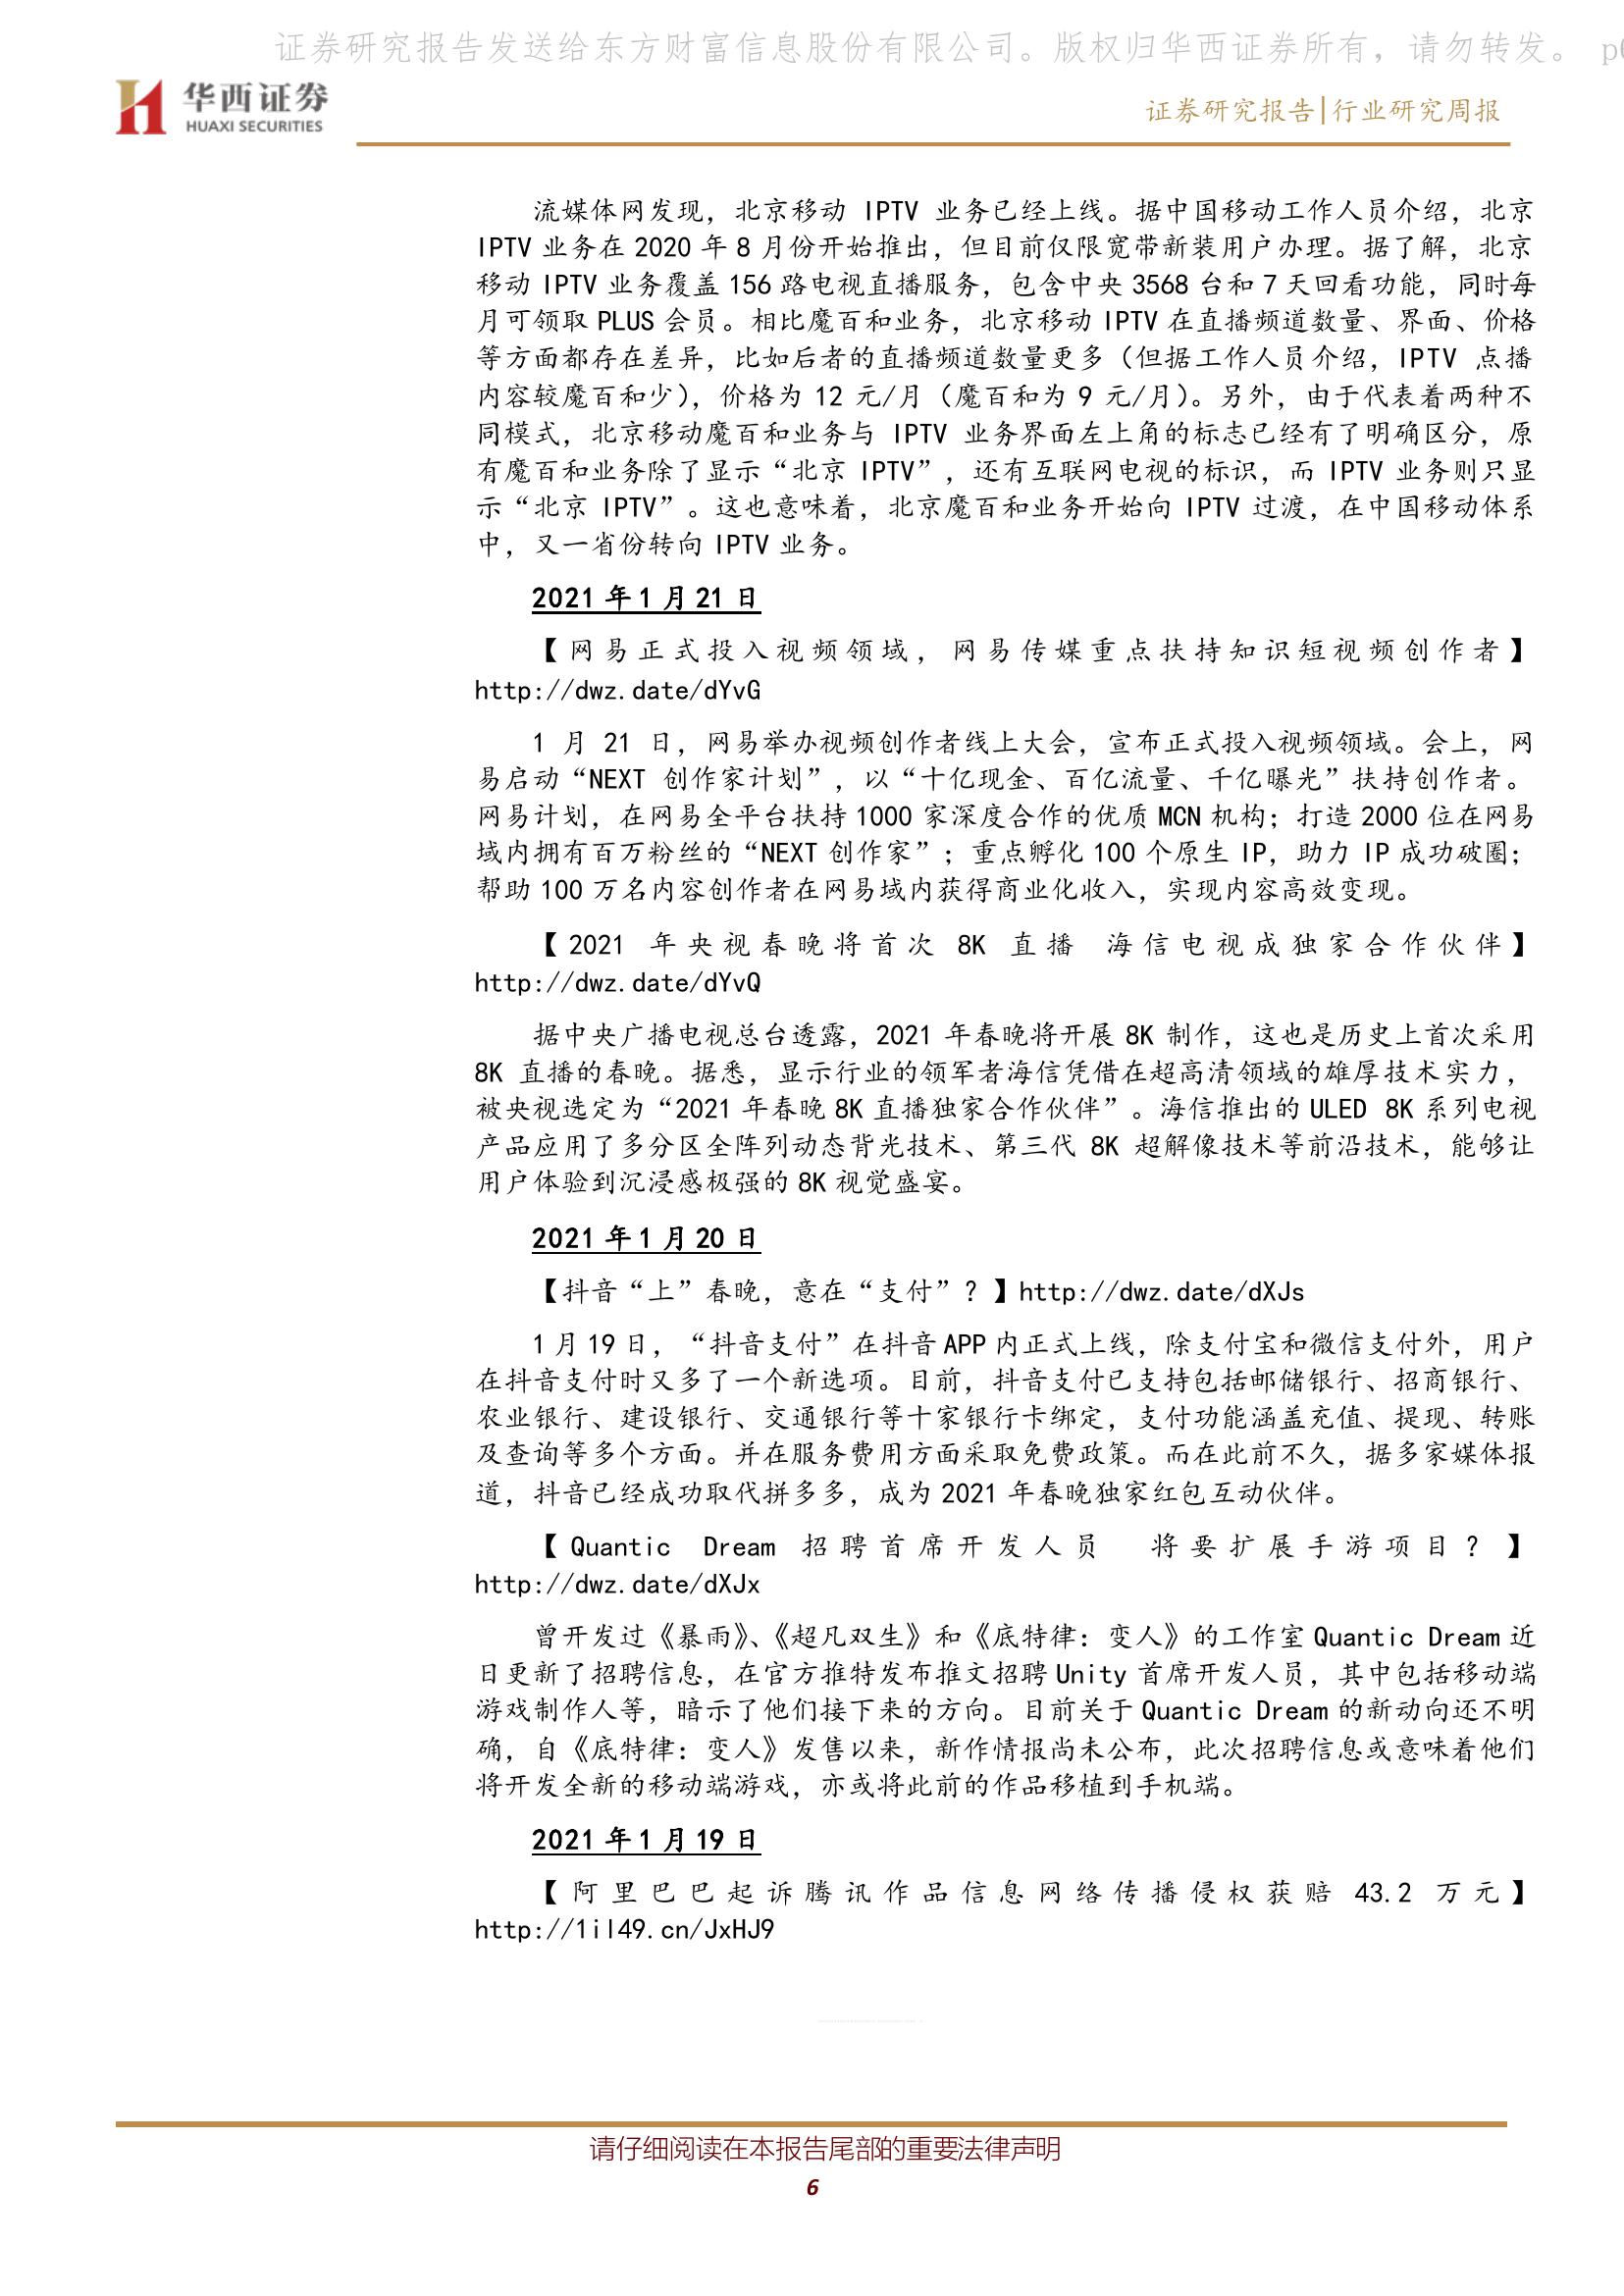 证券研究报告发送给东方财富信息股份有限公司。版权归华西证券所有，请勿转发。 p6
华西证券
HUAXI SECURITIES
证券研究报告|行业研究周报
流媒体网发现，北京移动 IPTV 业务已经上线。据中国移动工作人员介绍，北京
IPTV 业务在 2020 年 8 月份开始推出，但目前仅限宽带新装用户办理。据了解，北京
移动 IPTV 业务覆盖 156 路电视直播服务，包含中央 3568 台和 7 天回看功能，同时每
月可领取 PLUS 会员。相比魔百和业务，北京移动 IPTV 在直播频道数量、界面、价格
等方面都存在差异，比如后者的直播频道数量更多（但据工作人员介绍，IPTV 点播
内容较魔百和少），价格为 12 元/月（魔百和为 9 元/月）。另外，由于代表着两种不
同模式，北京移动魔百和业务与 IPTV 业务界面左上角的标志已经有了明确区分，原
有魔百和业务除了显示“北京 IPTV”，还有互联网电视的标识，而 IPTV 业务则只显
示“北京 IPTV”。这也意味着，北京魔百和业务开始向 IPTV 过渡，在中国移动体系
中，又一省份转向 IPTV 业务。
2021 年 1 月 21 日
【网易正式投入视频领域，网易传媒重点扶持知识短视频创作者】
http://dwz.date/dYvG
1 月 21 日，网易举办视频创作者线上大会，宣布正式投入视频领域。会上，网
易启动“NEXT 创作家计划”，以“十亿现金、百亿流量、千亿曝光”扶持创作者。
网易计划，在网易全平台扶持 1000 家深度合作的优质 MCN 机构；打造 2000 位在网易
域内拥有百万粉丝的“NEXT 创作家”；重点孵化 100 个原生 IP，助力 IP 成功破圈；
帮助 100 万名内容创作者在网易域内获得商业化收入，实现内容高效变现。
【2021 年央视春晚将首次 8K 直播 海信电视成独家合作伙伴】
http://dwz.date/dYvQ
据中央广播电视总台透露，2021 年春晚将开展 8K 制作，这也是历史上首次采用
8K 直播的春晚。据悉，显示行业的领军者海信凭借在超高清领域的雄厚技术实力，
被央视选定为“2021 年春晚 8K 直播独家合作伙伴”。海信推出的 ULED 8K 系列电视
产品应用了多分区全阵列动态背光技术、第三代 8K 超解像技术等前沿技术，能够让
用户体验到沉浸感极强的 8K 视觉盛宴。
2021 年 1 月 20 日
【抖音“上”春晚，意在“支付”？】http://dwz.date/dXJs
1 月 19 日，“抖音支付”在抖音 APP 内正式上线，除支付宝和微信支付外，用户
在抖音支付时又多了一个新选项。目前，抖音支付已支持包括邮储银行、招商银行、
农业银行、建设银行、交通银行等十家银行卡绑定，支付功能涵盖充值、提现、转账
及查询等多个方面。并在服务费用方面采取免费政策。而在此前不久，据多家媒体报
道，抖音已经成功取代拼多多，成为 2021 年春晚独家红包互动伙伴。
【Quantic Dream 招聘首席开发人员 将要扩展手游项目？】
http://dwz.date/dXJx
曾开发过《暴雨》、《超凡双生》和《底特律：变人》的工作室 Quantic Dream 近
日更新了招聘信息，在官方推特发布推文招聘 Unity 首席开发人员，其中包括移动端
游戏制作人等，暗示了他们接下来的方向。目前关于 Quantic Dream 的新动向还不明
确，自《底特律：变人》发售以来，新作情报尚未公布，此次招聘信息或意味着他们
将开发全新的移动端游戏，亦或将此前的作品移植到手机端。
2021 年 1 月 19 日
【阿里巴巴起诉腾讯作品信息网络传播侵权获赔 43.2 万元】
http://1il49.cn/JxHJ9
请仔细阅读在本报告尾部的重要法律声明
6